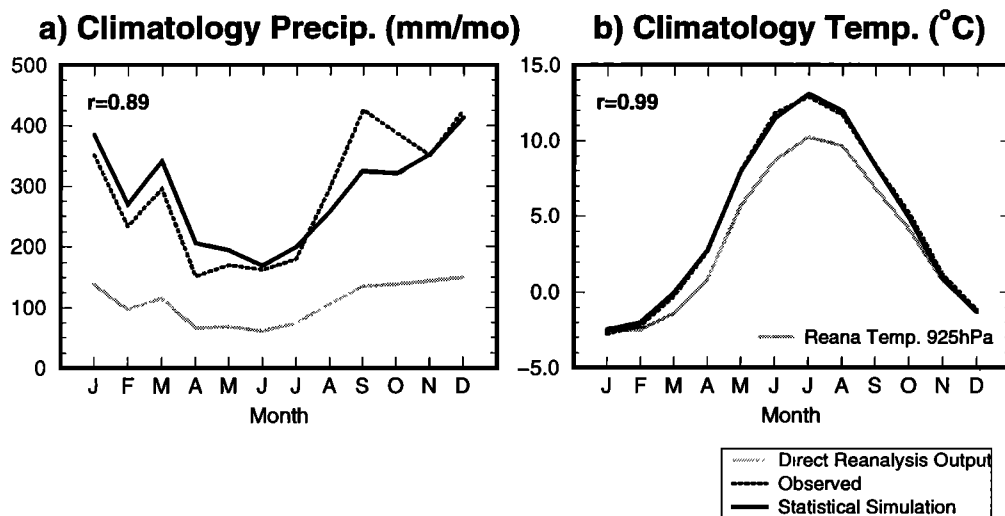 a) Climatology Precip. (mm/mo)
500
400
300
200
100
0
r=0.89
J F M A M J J A S O N D
Month
b) Climatology Temp. (°C)
15.0
10.0
5.0
0.0
−5.0
r=0.99
Reana Temp. 925hPa
J F M A M J J A S O N D
Month
Direct Reanalysis Output
Observed
Statistical Simulation